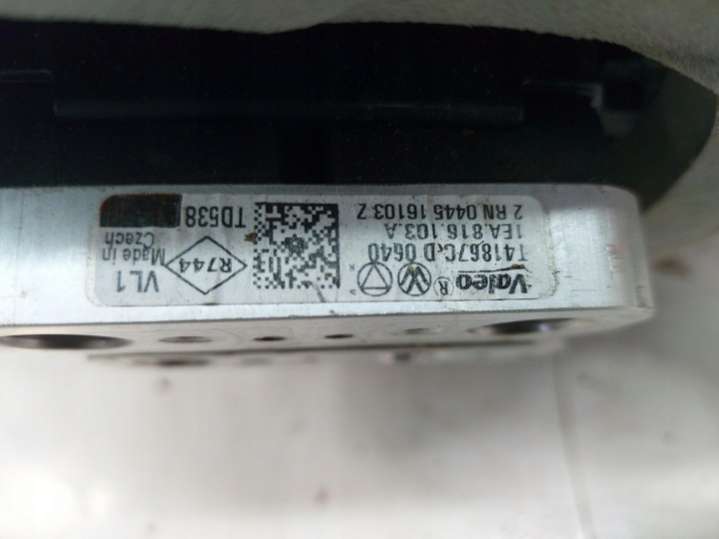 Valeo ®
T41867C.D 0640
1EA.816.103.A
2 RN.0445 16103 Z
TD538
R744
VL1
Made in
Czech